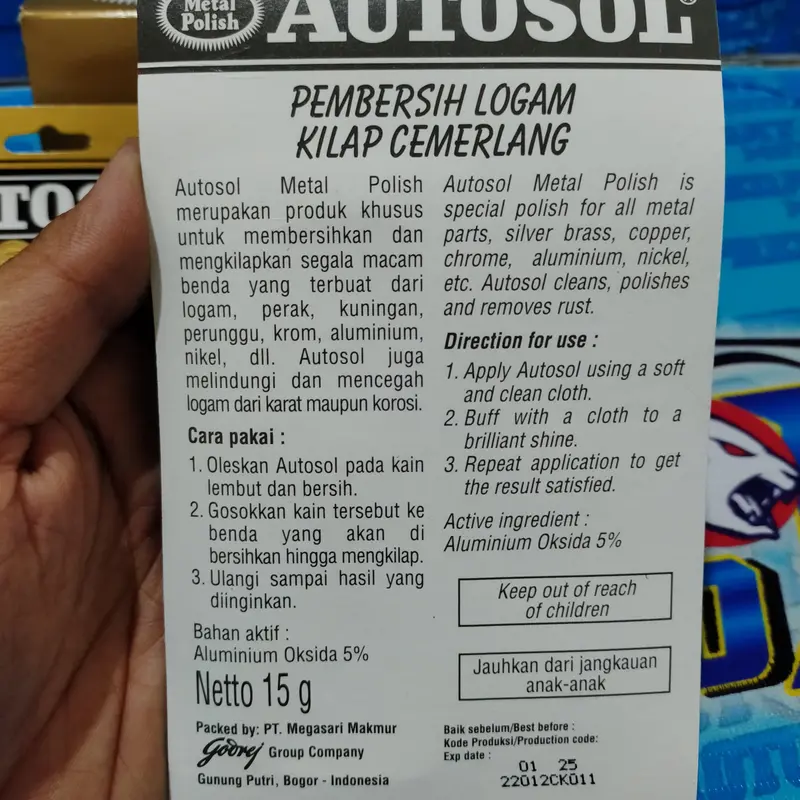 Metal
Polish
AUTOSOL®
PEMBERSIH LOGAM
KILAP CEMERLANG
Autosol Metal Polish
merupakan produk khusus
untuk membersihkan dan
mengkilapkan segala macam
benda yang terbuat dari
logam, perak, kuningan,
perunggu, krom, aluminium,
nikel, dll. Autosol juga
melindungi dan mencegah
logam dari karat maupun korosi.
Cara pakai :
1. Oleskan Autosol pada kain
lembut dan bersih.
2. Gosokkan kain tersebut ke
benda yang akan di
bersihkan hingga mengkilap.
3. Ulangi sampai hasil yang
diinginkan.
Bahan aktif :
Aluminium Oksida 5%
Netto 15 g
Packed by: PT. Megasari Makmur
Godrej Group Company
Gunung Putri, Bogor - Indonesia
Autosol Metal Polish is
special polish for all metal
parts, silver brass, copper,
chrome, aluminium, nickel,
etc. Autosol cleans, polishes
and removes rust.
Direction for use :
1. Apply Autosol using a soft
and clean cloth.
2. Buff with a cloth to a
brilliant shine.
3. Repeat application to get
the result satisfied.
Active ingredient :
Aluminium Oksida 5%
Keep out of reach
of children
Jauhkan dari jangkauan
anak-anak
Baik sebelum/Best before :
Kode Produksi/Production code:
Exp date :
01 25
22012CK011
TO